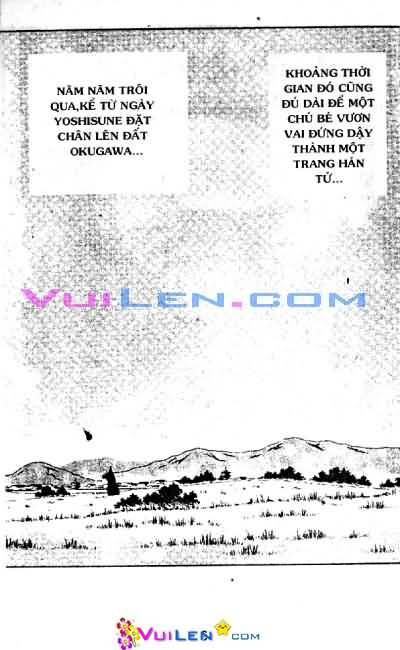 NĂM NĂM TRÔI
QUA,KỂ TỪ NGÀY
YOSHISUNE ĐẶT
CHÂN LÊN ĐẤT
OKUGAWA...
KHOẢNG THỜI
GIAN ĐÓ CŨNG
ĐỦ DÀI ĐỂ MỘT
CHÚ BÉ VƯƠN
VAI ĐỨNG DẬY
THÀNH MỘT
TRANG HÁN
TỬ...
VUILEN.COM
VUILEN